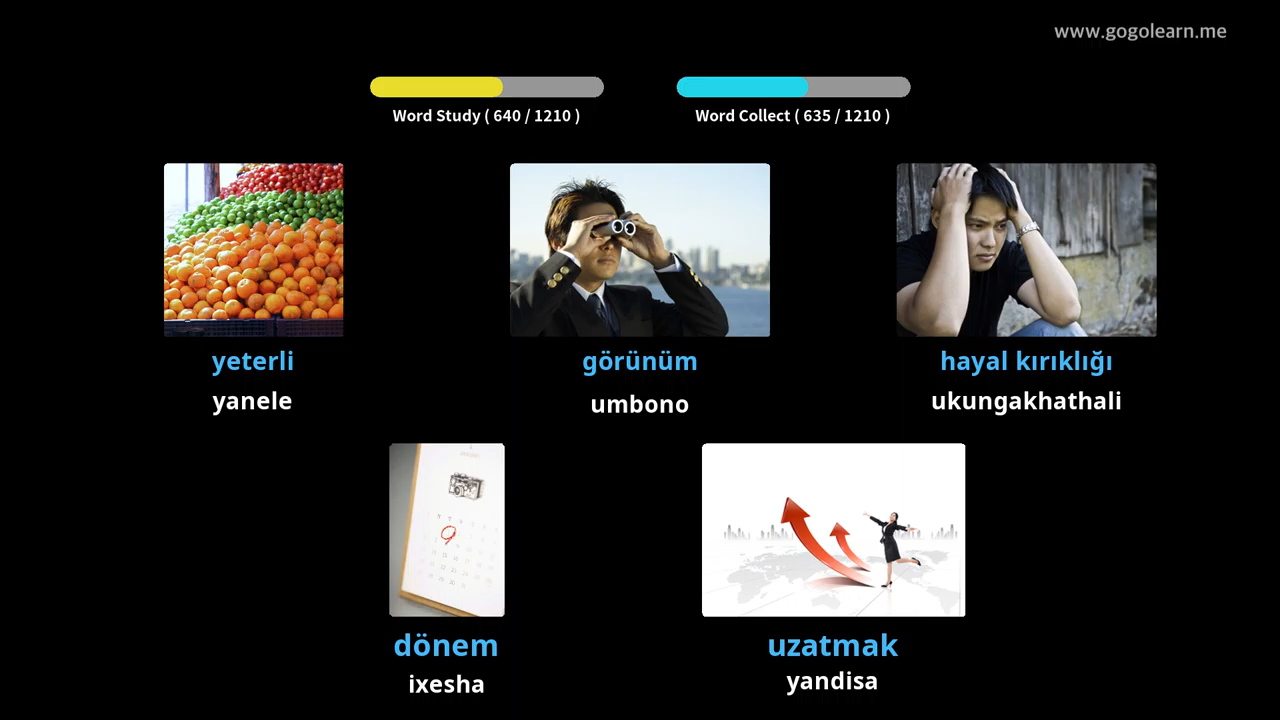 www.gogolearn.me
Word Study ( 640 / 1210 )
Word Collect ( 635 / 1210 )
yeterli
yanele
görünüm
umbono
hayal kırıklığı
ukungakhathali
dönem
ixesha
uzatmak
yandisa